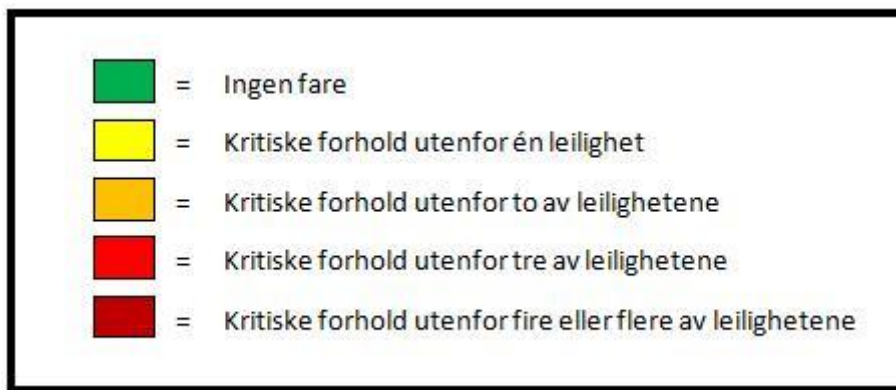 = Ingen fare
= Kritiske forhold utenfor én leilighet
= Kritiske forhold utenfor to av leilighetene
= Kritiske forhold utenfor tre av leilighetene
= Kritiske forhold utenfor fire eller flere av leilighetene